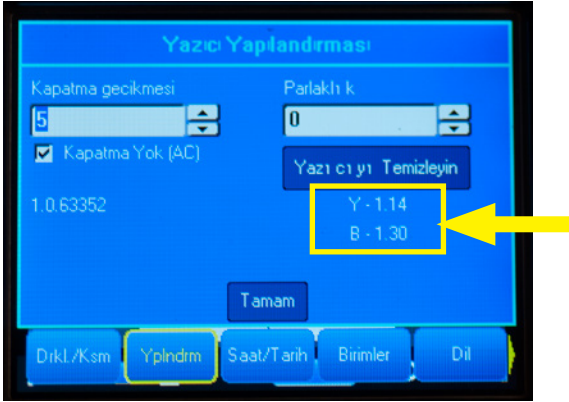 Yazıcı Yapılandırması
Kapatma gecikmesi
Parlaklı k
5
0
Kapatma Yok (AC)
Yazı cı yı Temizleyin
1.0.63352
Y - 1.14
B - 1.30
Tamam
Drkl./Ksm
Yplndrm
Saat/Tarih
Birimler
Dil